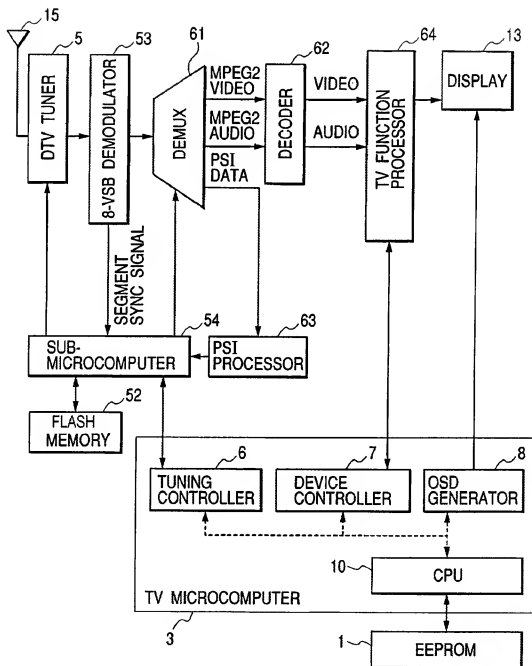 15
5
53
61
62
64
13
DTV TUNER
8-VSB DEMODULATOR
DEMUX
MPEG2
VIDEO
MPEG2
AUDIO
PSI
DATA
DECODER
VIDEO
AUDIO
TV FUNCTION
PROCESSOR
DISPLAY
SEGMENT
SYNC SIGNAL
54
SUB-
MICROCOMPUTER
63
PSI
PROCESSOR
52
FLASH
MEMORY
6
TUNING
CONTROLLER
7
DEVICE
CONTROLLER
8
OSD
GENERATOR
10
CPU
TV MICROCOMPUTER
3
1
EEPROM